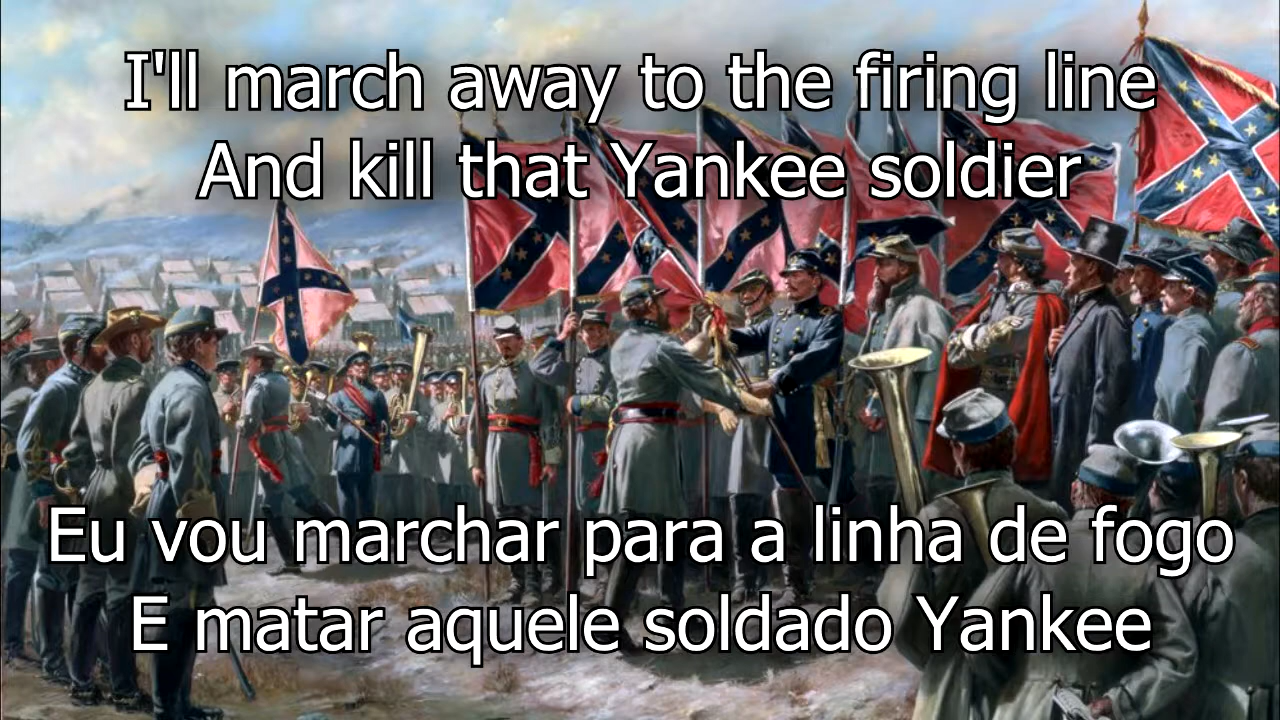 I'll march away to the firing line
And kill that Yankee soldier
Eu vou marchar para a linha de fogo
E matar aquele soldado Yankee